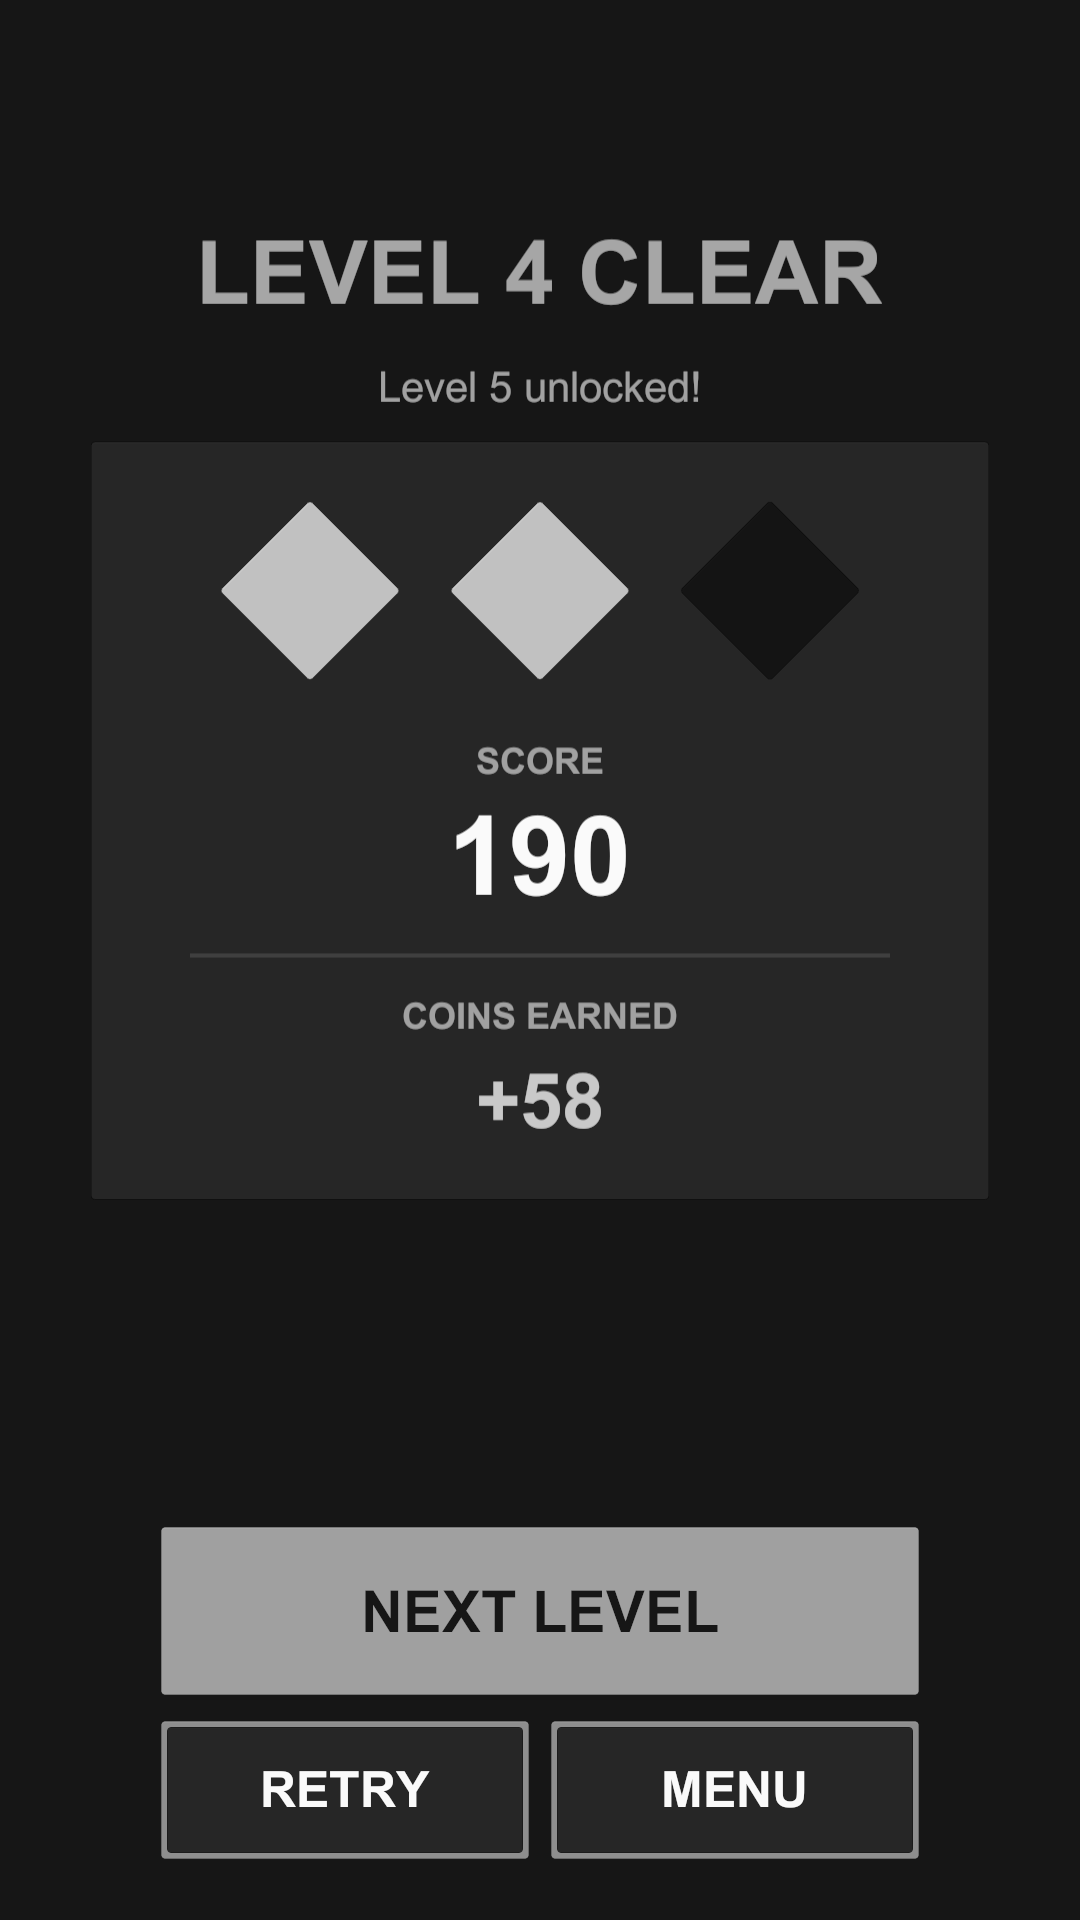 LEVEL 4 CLEAR
Level 5 unlocked!
SCORE
190
COINS EARNED
+58
NEXT LEVEL
RETRY
MENU